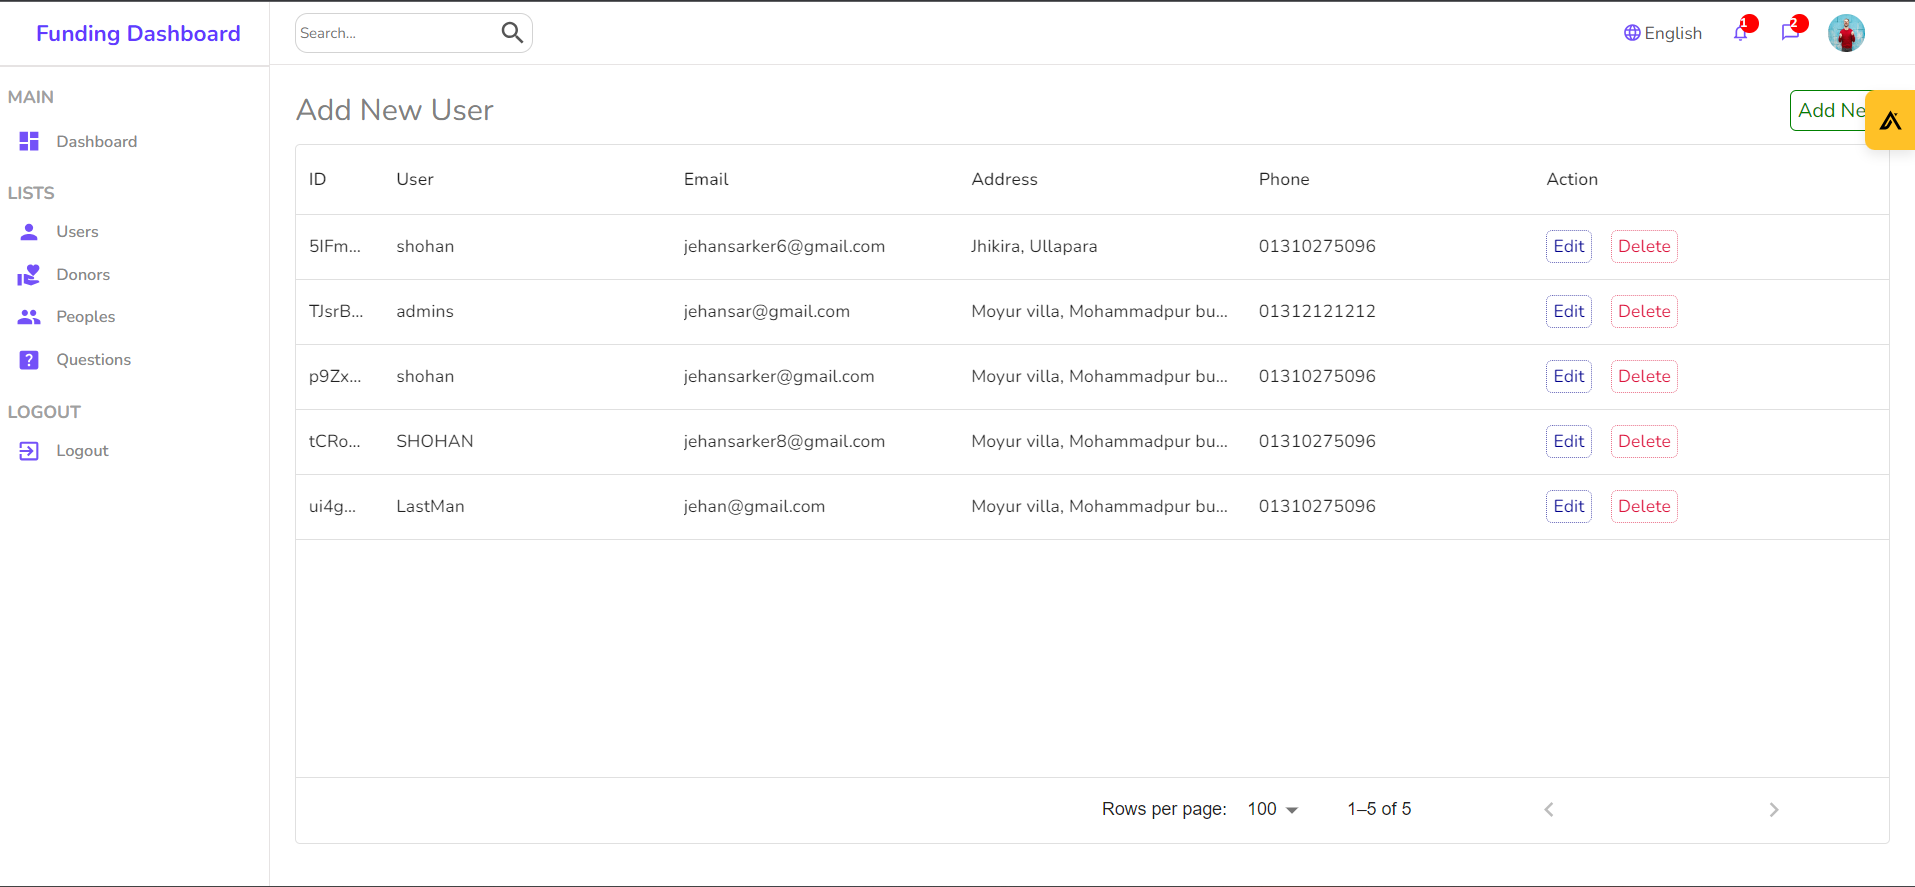 Funding Dashboard
Search...
English
1
2
MAIN
Dashboard
LISTS
Users
Donors
Peoples
Questions
LOGOUT
Logout
Add New User
Add Ne
ID User Email Address Phone Action
5IFm... shohan jehansarker6@gmail.com Jhikira, Ullapara 01310275096 Edit Delete
TJsrB... admins jehansar@gmail.com Moyur villa, Mohammadpur bu... 01312121212 Edit Delete
p9Zx... shohan jehansarker@gmail.com Moyur villa, Mohammadpur bu... 01310275096 Edit Delete
tCRo... SHOHAN jehansarker8@gmail.com Moyur villa, Mohammadpur bu... 01310275096 Edit Delete
ui4g... LastMan jehan@gmail.com Moyur villa, Mohammadpur bu... 01310275096 Edit Delete
Rows per page: 100 1–5 of 5